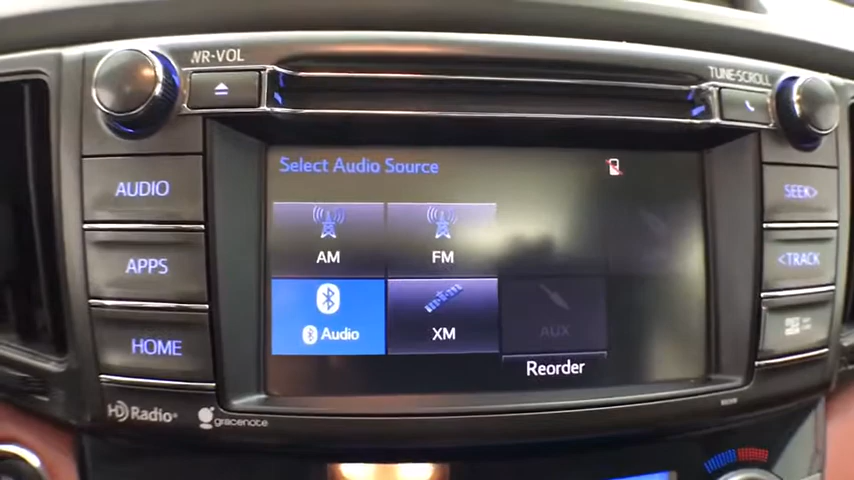 PWR·VOL
TUNE·SCROLL
AUDIO
APPS
HOME
HD Radio
gracenote
Select Audio Source
AM
FM
Audio
XM
AUX
Reorder
SEEK>
<TRACK